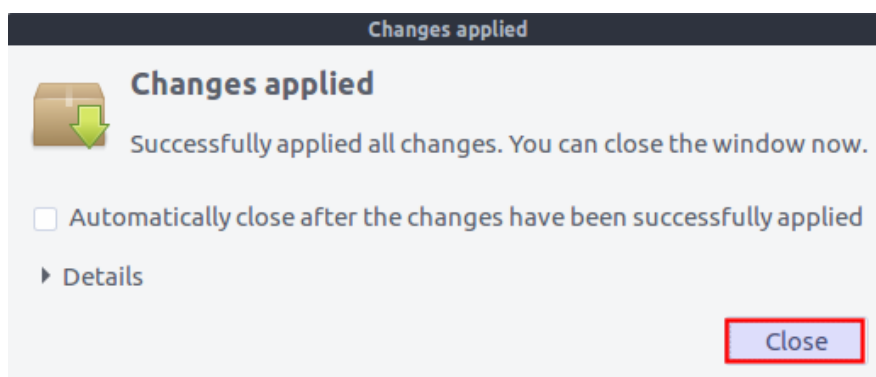 Changes applied
Changes applied
Successfully applied all changes. You can close the window now.
Automatically close after the changes have been successfully applied
Details
Close